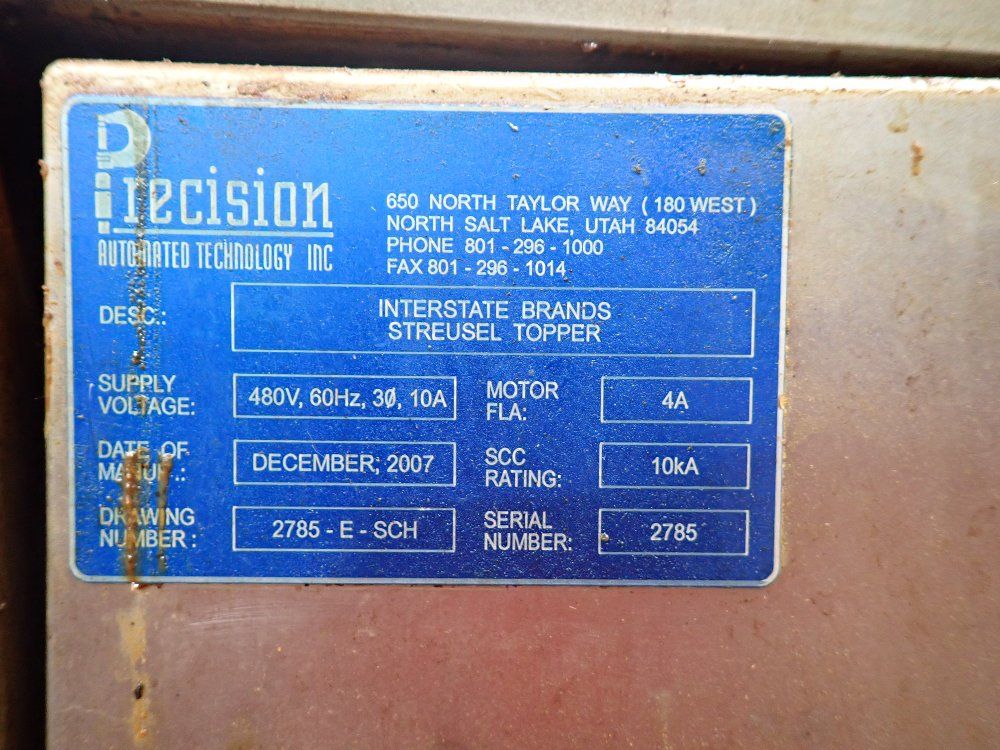 Precision
AUTOMATED TECHNOLOGY INC
650 NORTH TAYLOR WAY ( 180 WEST )
NORTH SALT LAKE, UTAH 84054
PHONE 801 - 296 - 1000
FAX 801 - 296 - 1014
DESC.:
INTERSTATE BRANDS
STREUSEL TOPPER
SUPPLY
VOLTAGE:
480V, 60Hz, 3Ø, 10A
MOTOR
FLA:
4A
DATE OF
MANUF.:
DECEMBER, 2007
SCC
RATING:
10kA
DRAWING
NUMBER :
2785 - E - SCH
SERIAL
NUMBER:
2785